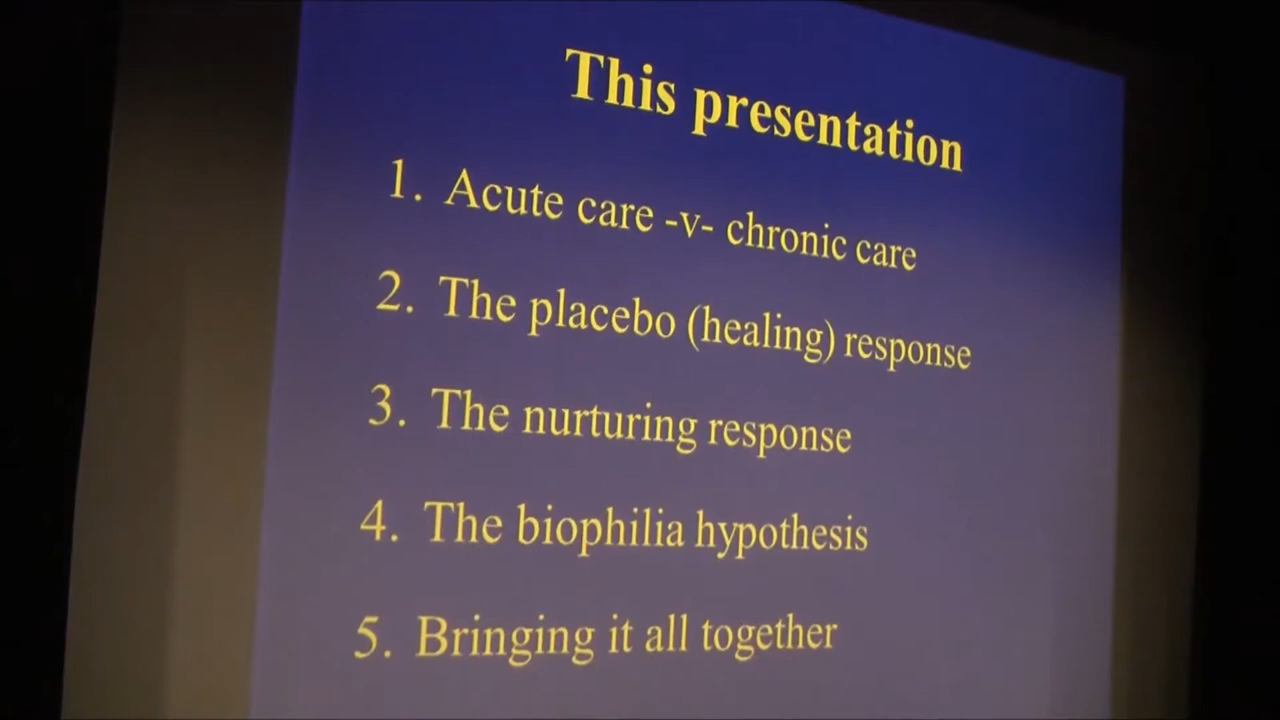 This presentation
1. Acute care -v- chronic care
2. The placebo (healing) response
3. The nurturing response
4. The biophilia hypothesis
5. Bringing it all together